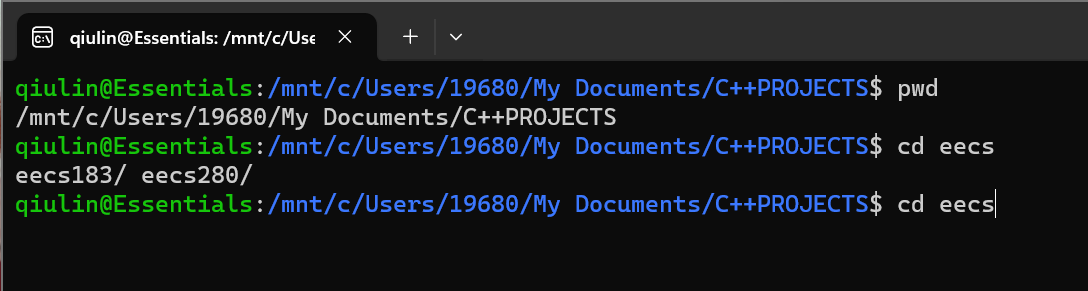 qiulin@Essentials: /mnt/c/Use
qiulin@Essentials:/mnt/c/Users/19680/My Documents/C++PROJECTS$ pwd
/mnt/c/Users/19680/My Documents/C++PROJECTS
qiulin@Essentials:/mnt/c/Users/19680/My Documents/C++PROJECTS$ cd eecs
eecs183/ eecs280/
qiulin@Essentials:/mnt/c/Users/19680/My Documents/C++PROJECTS$ cd eecs